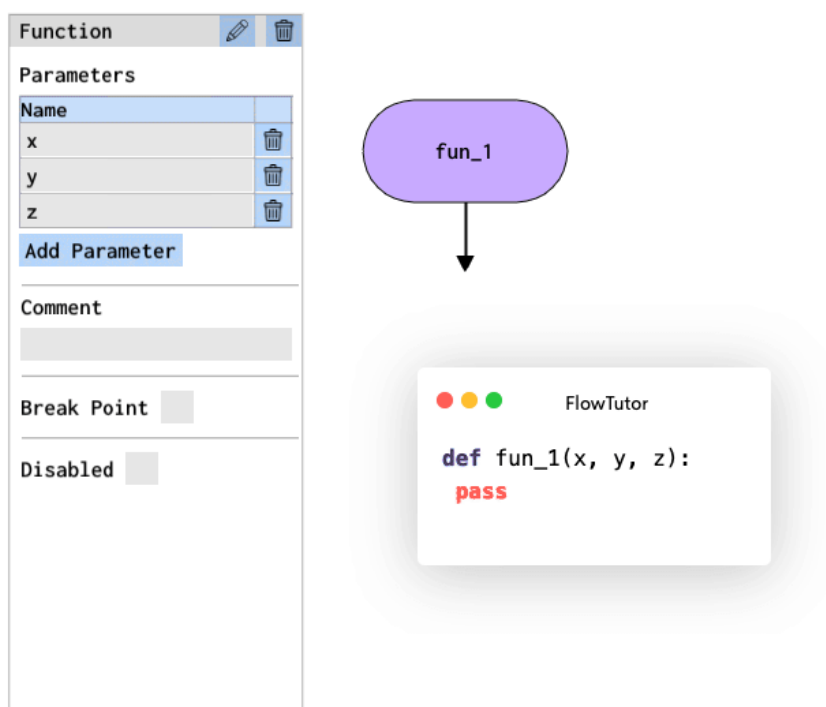 Function
Parameters
Name
x
y
z
Add Parameter
Comment
Break Point
Disabled
fun_1
FlowTutor
def fun_1(x, y, z):
pass